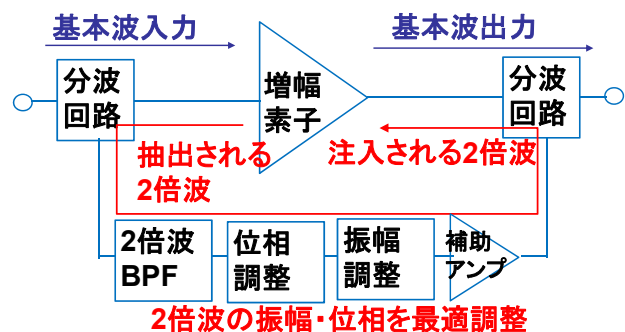 基本波入力
基本波出力
分波
回路
増幅
素子
分波
回路
抽出される
2倍波
注入される2倍波
2倍波
BPF
位相
調整
振幅
調整
補助
アンプ
2倍波の振幅・位相を最適調整